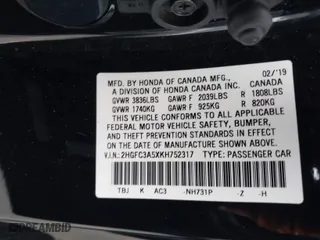 MFD. BY HONDA OF CANADA MFG., 02/'19
A DIVISION OF HONDA CANADA INC. CANADA
GVWR 3836LBS GAWR F 2039LBS R 1808LBS
GVWR 1740KG GAWR F 925KG R 820KG
THIS VEHICLE CONFORMS TO ALL APPLICABLE
FEDERAL MOTOR VEHICLE SAFETY, BUMPER,
AND THEFT PREVENTION STANDARDS IN EFFECT
ON THE DATE OF MANUFACTURE SHOWN ABOVE.
V.I.N.: 2HGFC3A5XKH752317 TYPE: PASSENGER CAR
TBJ K AC3 -NH731P -Z -H